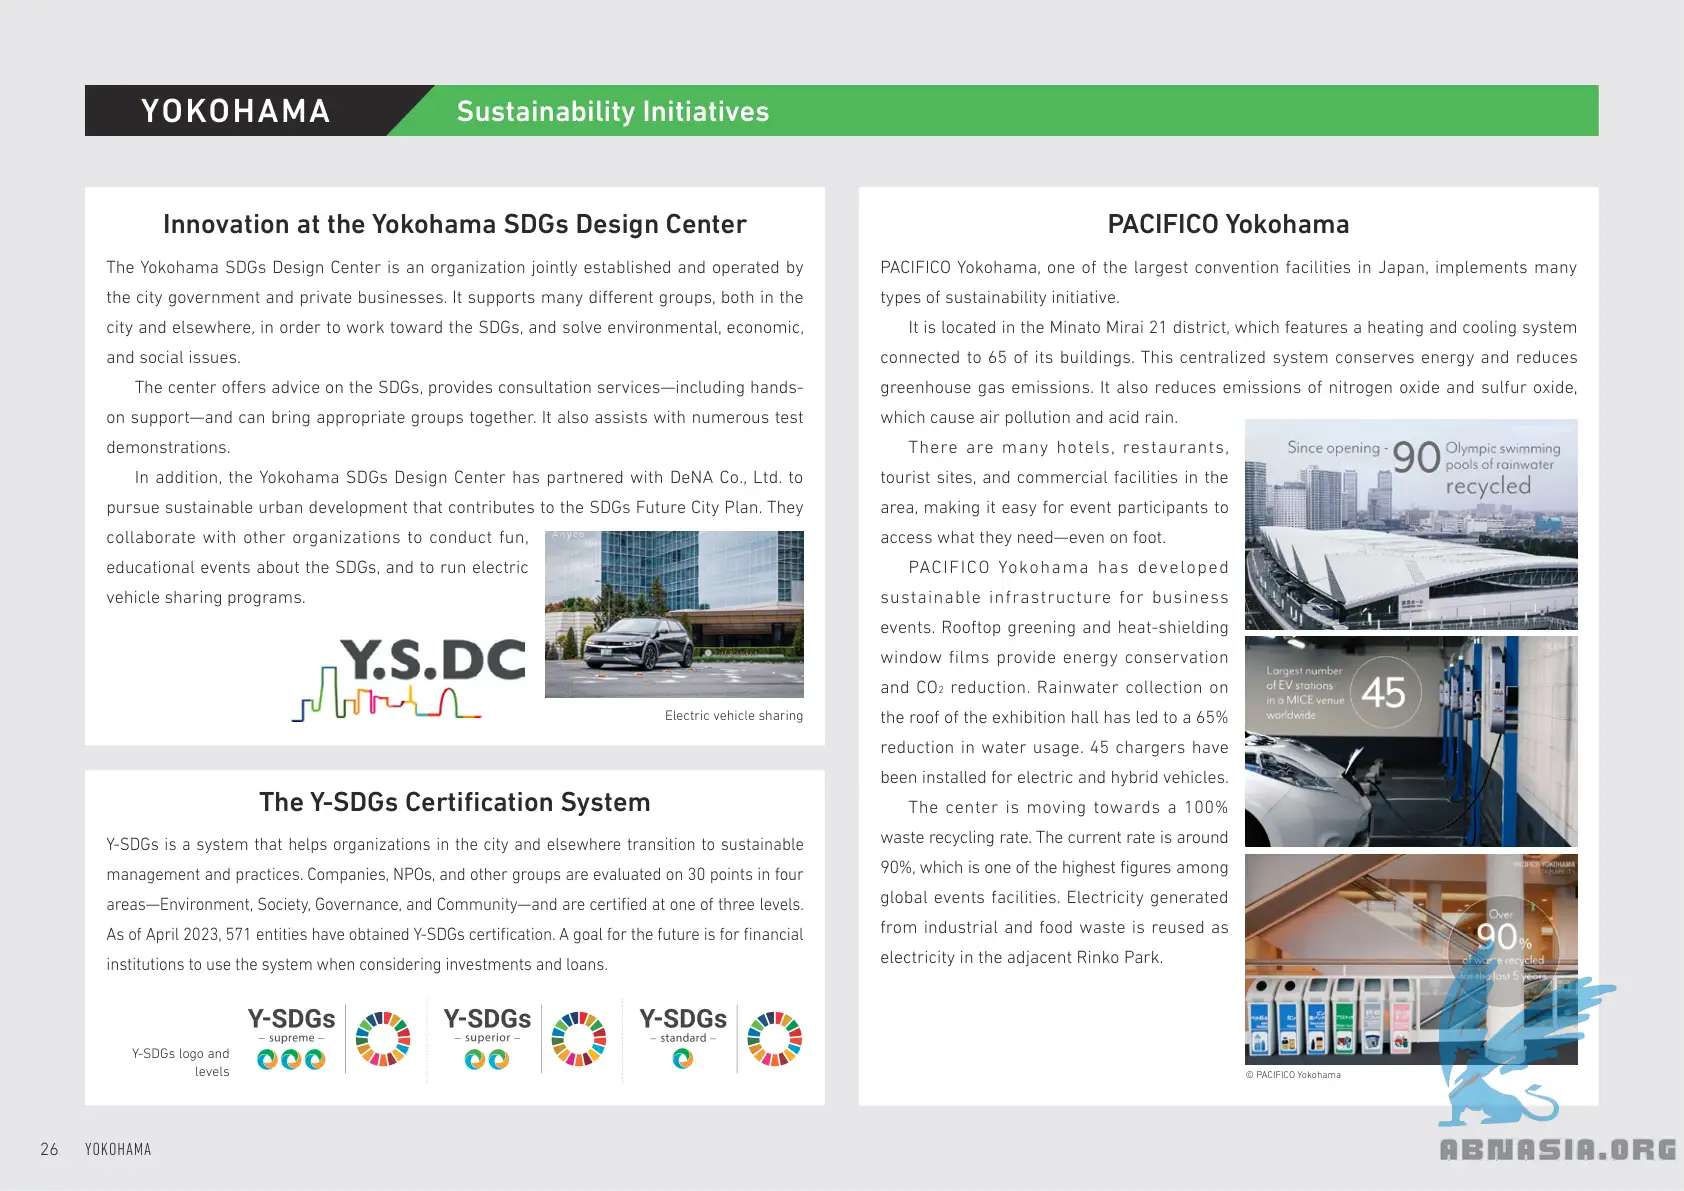 YOKOHAMA
Sustainability Initiatives
Innovation at the Yokohama SDGs Design Center
The Yokohama SDGs Design Center is an organization jointly established and operated by
the city government and private businesses. It supports many different groups, both in the
city and elsewhere, in order to work toward the SDGs, and solve environmental, economic,
and social issues.
The center offers advice on the SDGs, provides consultation services—including hands-
on support—and can bring appropriate groups together. It also assists with numerous test
demonstrations.
In addition, the Yokohama SDGs Design Center has partnered with DeNA Co., Ltd. to
pursue sustainable urban development that contributes to the SDGs Future City Plan. They
collaborate with other organizations to conduct fun,
educational events about the SDGs, and to run electric
vehicle sharing programs.
Y.S.DC
Anyca
Electric vehicle sharing
The Y-SDGs Certification System
Y-SDGs is a system that helps organizations in the city and elsewhere transition to sustainable
management and practices. Companies, NPOs, and other groups are evaluated on 30 points in four
areas—Environment, Society, Governance, and Community—and are certified at one of three levels.
As of April 2023, 571 entities have obtained Y-SDGs certification. A goal for the future is for financial
institutions to use the system when considering investments and loans.
Y-SDGs logo and
levels
Y-SDGs
– supreme –
Y-SDGs
– superior –
Y-SDGs
– standard –
PACIFICO Yokohama
PACIFICO Yokohama, one of the largest convention facilities in Japan, implements many
types of sustainability initiative.
It is located in the Minato Mirai 21 district, which features a heating and cooling system
connected to 65 of its buildings. This centralized system conserves energy and reduces
greenhouse gas emissions. It also reduces emissions of nitrogen oxide and sulfur oxide,
which cause air pollution and acid rain.
There are many hotels, restaurants,
tourist sites, and commercial facilities in the
area, making it easy for event participants to
access what they need—even on foot.
PACIFICO Yokohama has developed
sustainable infrastructure for business
events. Rooftop greening and heat-shielding
window films provide energy conservation
and CO2 reduction. Rainwater collection on
the roof of the exhibition hall has led to a 65%
reduction in water usage. 45 chargers have
been installed for electric and hybrid vehicles.
The center is moving towards a 100%
waste recycling rate. The current rate is around
90%, which is one of the highest figures among
global events facilities. Electricity generated
from industrial and food waste is reused as
electricity in the adjacent Rinko Park.
Since opening - 90 Olympic swimming
pools of rainwater
recycled
Largest number
of EV stations
in a MICE venue
worldwide
45
PACIFICO YOKOHAMA
SUSTAINABILITY
Over
90%
of waste recycled
for the last 5 years
© PACIFICO Yokohama
26 YOKOHAMA
ABNASIA.ORG